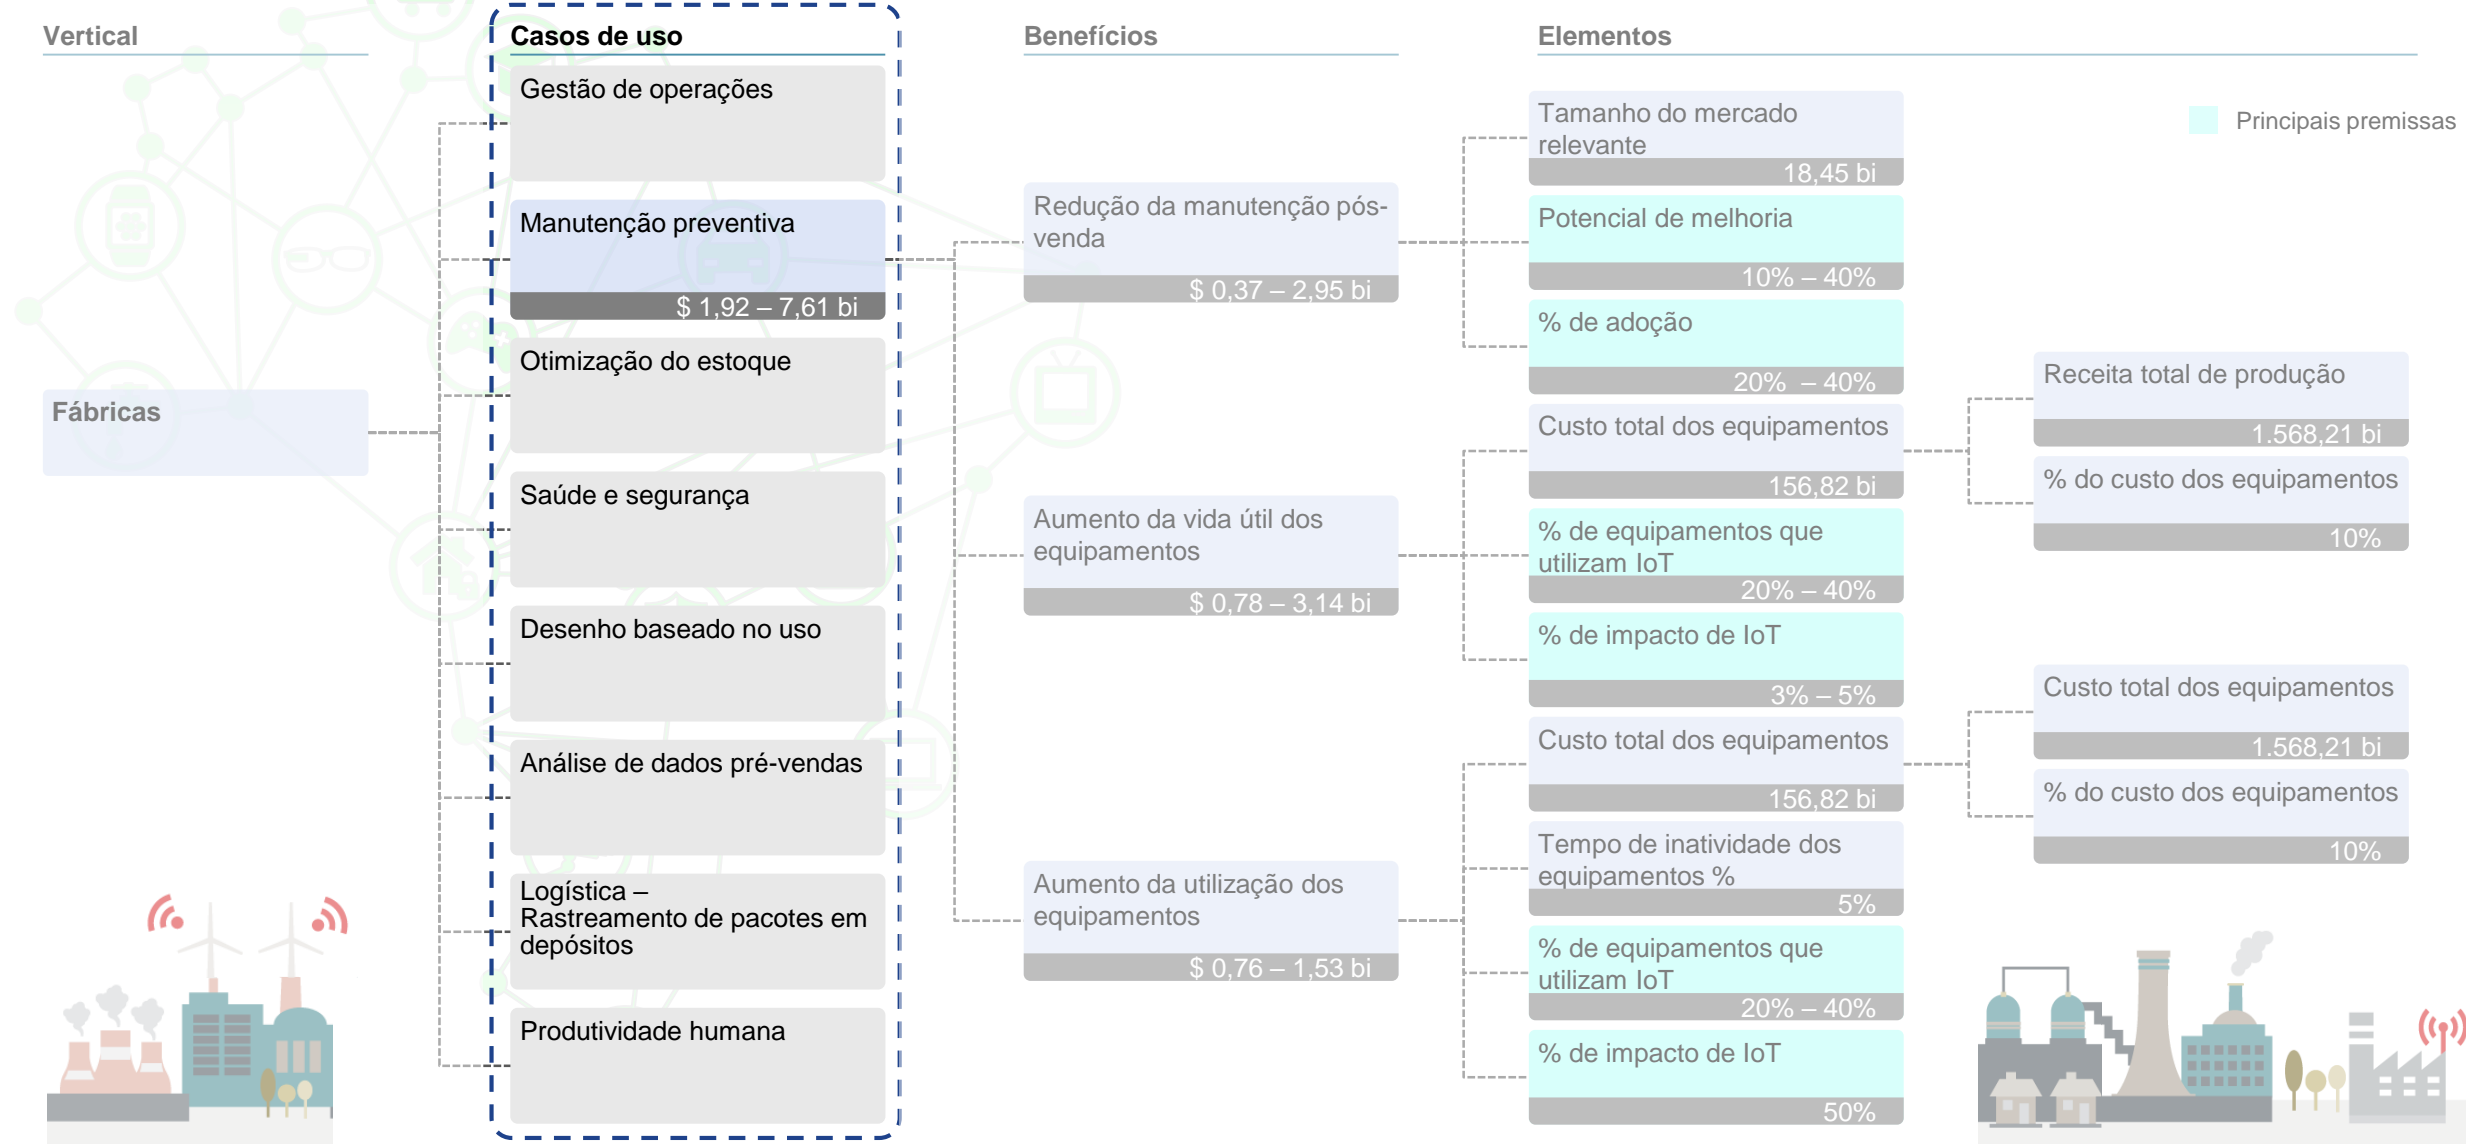 Vertical
Fábricas
Casos de uso
Gestão de operações
Manutenção preventiva
$ 1,92 – 7,61 bi
Otimização do estoque
Saúde e segurança
Desenho baseado no uso
Análise de dados pré-vendas
Logística –
Rastreamento de pacotes em
depósitos
Produtividade humana
Benefícios
Redução da manutenção pós-
venda
$ 0,37 – 2,95 bi
Aumento da vida útil dos
equipamentos
$ 0,78 – 3,14 bi
Aumento da utilização dos
equipamentos
$ 0,76 – 1,53 bi
Elementos
Principais premissas
Tamanho do mercado
relevante
18,45 bi
Potencial de melhoria
10% – 40%
% de adoção
20% – 40%
Custo total dos equipamentos
156,82 bi
% de equipamentos que
utilizam IoT
20% – 40%
% de impacto de IoT
3% – 5%
Custo total dos equipamentos
156,82 bi
Tempo de inatividade dos
equipamentos %
5%
% de equipamentos que
utilizam IoT
20% – 40%
% de impacto de IoT
50%
Receita total de produção
1.568,21 bi
% do custo dos equipamentos
10%
Custo total dos equipamentos
1.568,21 bi
% do custo dos equipamentos
10%